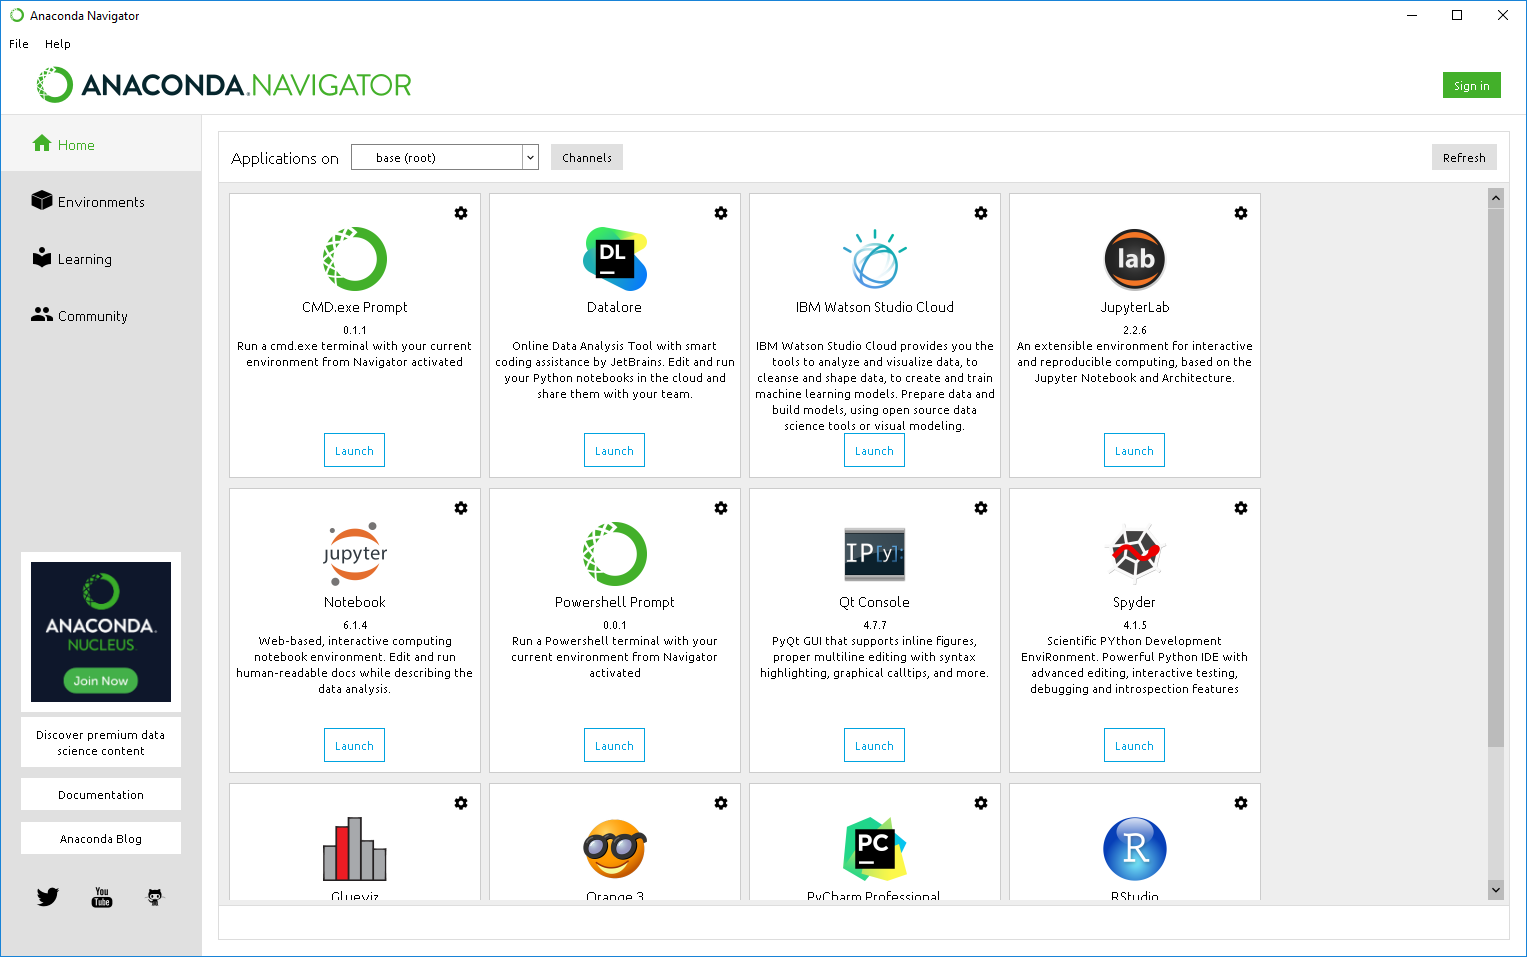 Anaconda Navigator
File Help
ANACONDA.NAVIGATOR
Sign in
Home
Environments
Learning
Community
ANACONDA.
NUCLEUS
Join Now
Discover premium data
science content
Documentation
Anaconda Blog
You
Tube
Applications on base (root) Channels Refresh
CMD.exe Prompt
0.1.1
Run a cmd.exe terminal with your current
environment from Navigator activated
Launch
DL
Datalore
Online Data Analysis Tool with smart
coding assistance by JetBrains. Edit and run
your Python notebooks in the cloud and
share them with your team.
Launch
IBM Watson Studio Cloud
IBM Watson Studio Cloud provides you the
tools to analyze and visualize data, to
cleanse and shape data, to create and train
machine learning models. Prepare data and
build models, using open source data
science tools or visual modeling.
Launch
lab
JupyterLab
2.2.6
An extensible environment for interactive
and reproducible computing, based on the
Jupyter Notebook and Architecture.
Launch
jupyter
Notebook
6.1.4
Web-based, interactive computing
notebook environment. Edit and run
human-readable docs while describing the
data analysis.
Launch
Powershell Prompt
0.0.1
Run a Powershell terminal with your
current environment from Navigator
activated
Launch
IP[y]:
Qt Console
4.7.7
PyQt GUI that supports inline figures,
proper multiline editing with syntax
highlighting, graphical calltips, and more.
Launch
Spyder
4.1.5
Scientific PYthon Development
EnviRonment. Powerful Python IDE with
advanced editing, interactive testing,
debugging and introspection features
Launch
Glueviz
Orange 3
PC
PyCharm Professional
R
RStudio